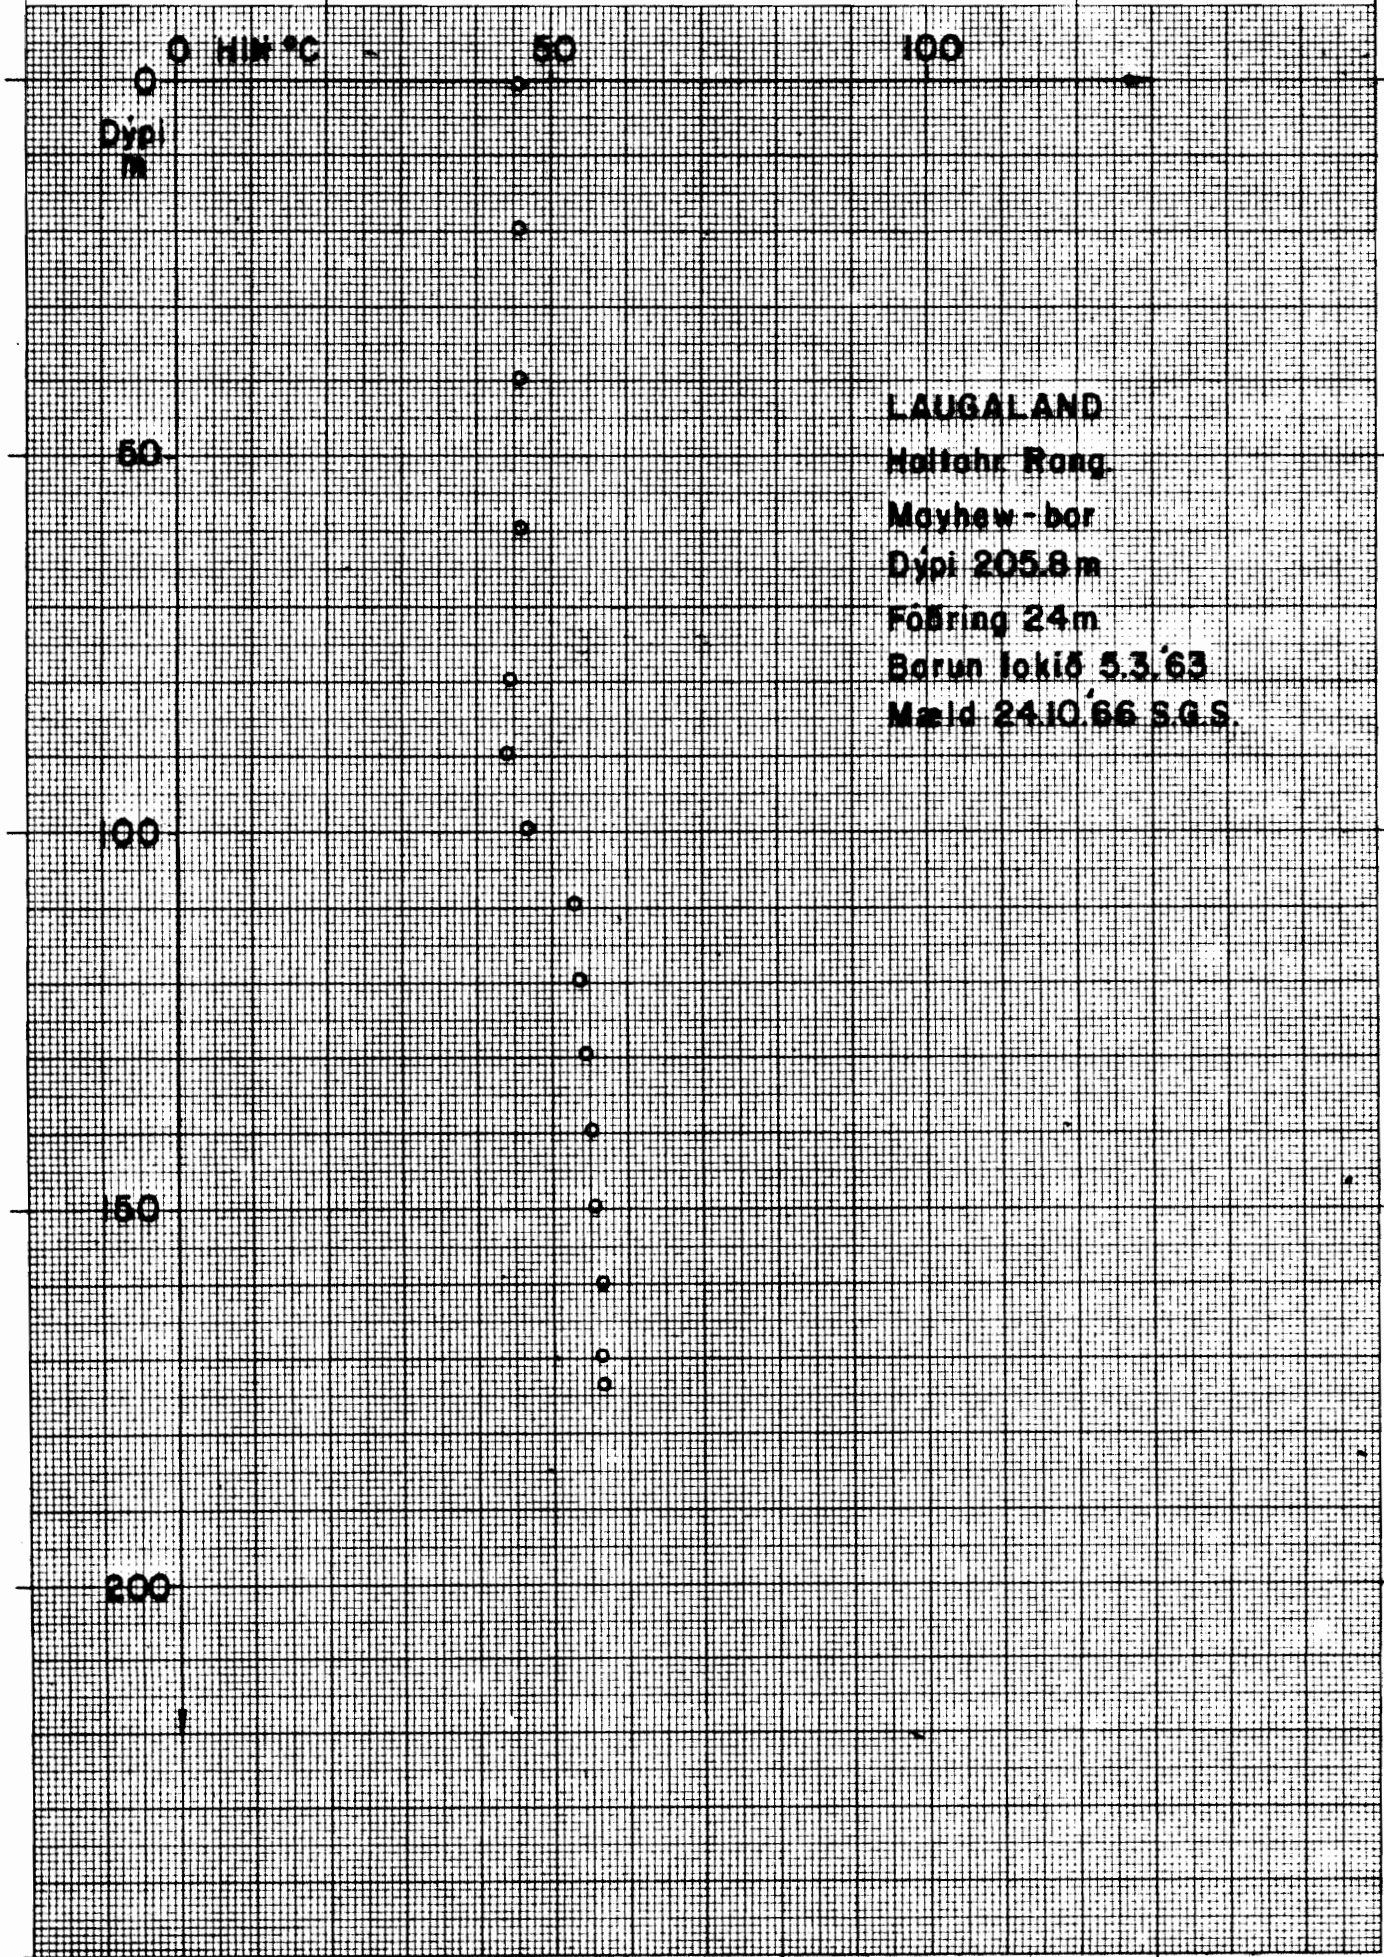 0 Hiti °C 50 100
0
Dýpi
m
50
100
150
200
LAUGALAND
Holtahr. Rang.
Mayhew-bor
Dýpi 205.8 m
Fóðring 24m
Borun lokið 5.3.'63
Mæld 24.10.'66 S.G.S.